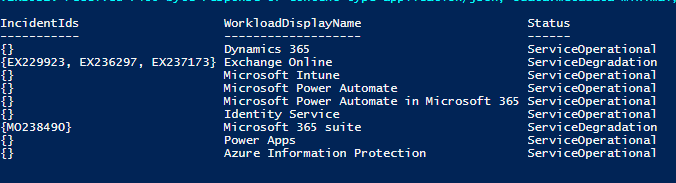 IncidentIds WorkloadDisplayName Status
----------- ------------------- ------
{} Dynamics 365 ServiceOperational
{EX229923, EX236297, EX237173} Exchange Online ServiceDegradation
{} Microsoft Intune ServiceOperational
{} Microsoft Power Automate ServiceOperational
{} Microsoft Power Automate in Microsoft 365 ServiceOperational
{} Identity Service ServiceOperational
{MO238490} Microsoft 365 suite ServiceDegradation
{} Power Apps ServiceOperational
{} Azure Information Protection ServiceOperational